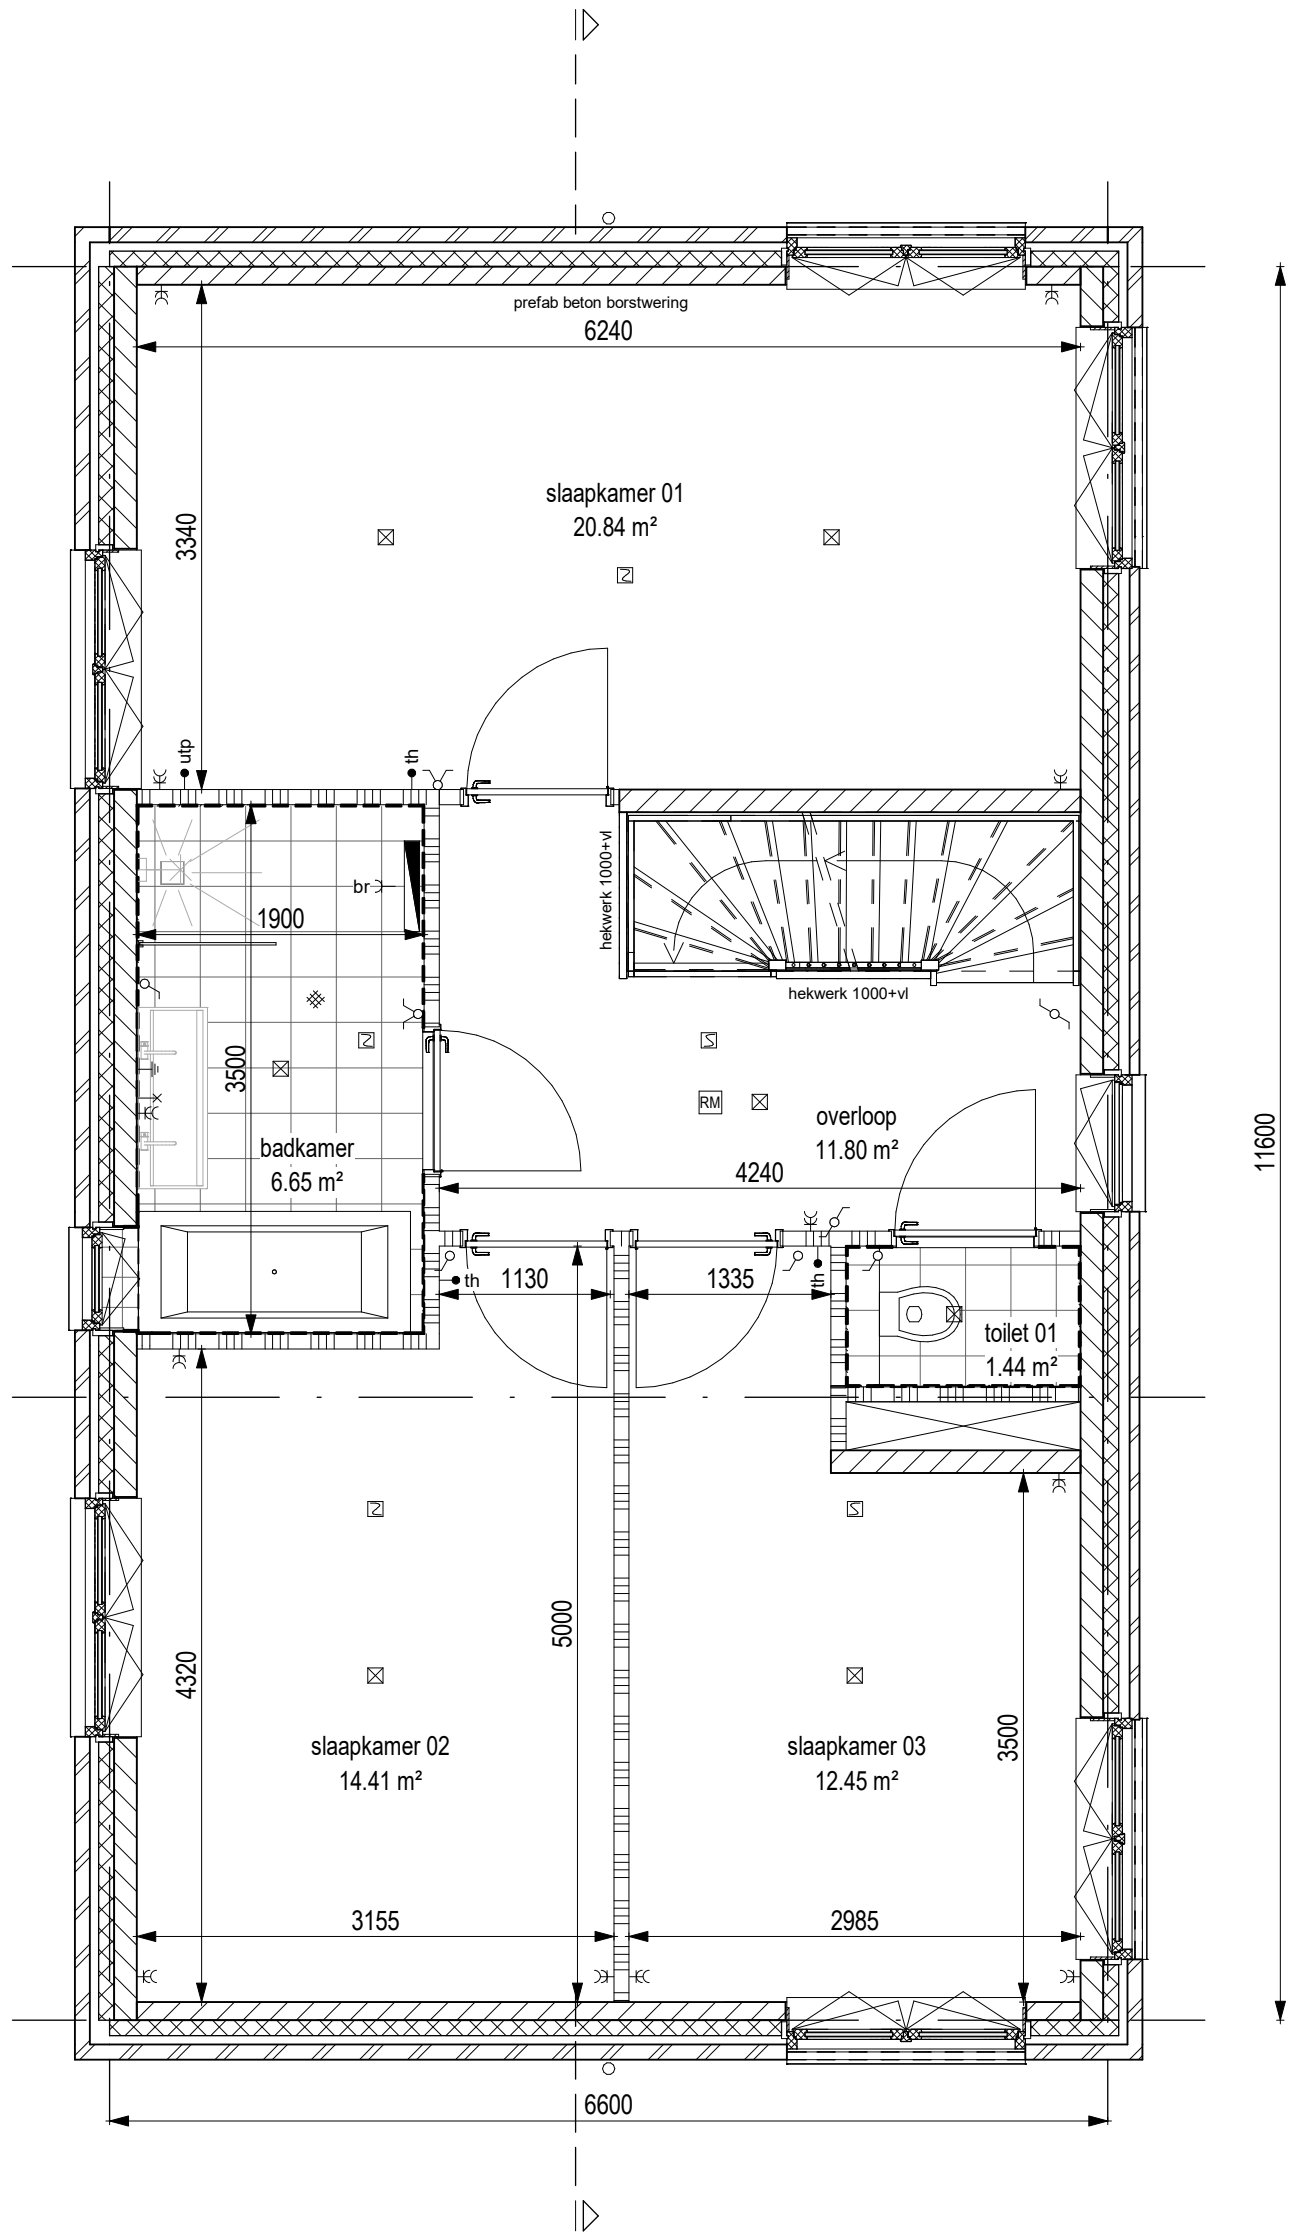 prefab beton borstwering
6240
slaapkamer 01
20.84 m²
3340
utp
th
hekwerk 1000+vl
br
1900
hekwerk 1000+vl
3500
RM
overloop
11.80 m²
badkamer
6.65 m²
4240
11600
th
1130
1335
th
toilet 01
1.44 m²
5000
4320
slaapkamer 02
14.41 m²
slaapkamer 03
12.45 m²
3500
3155
2985
6600